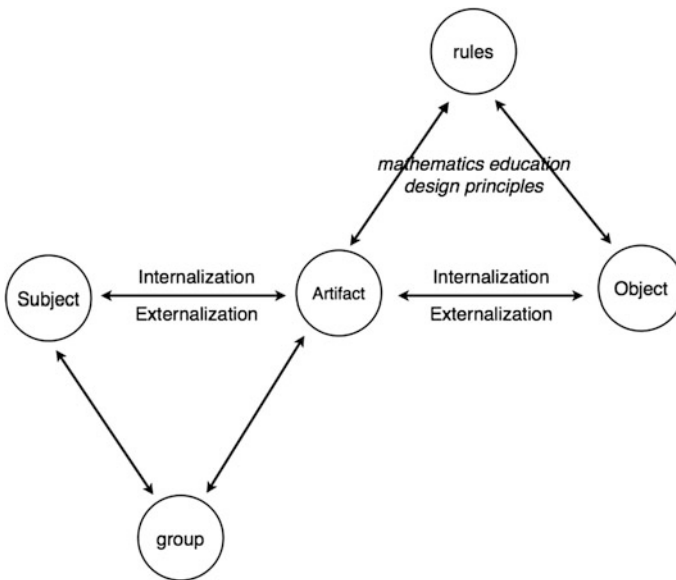 rules
mathematics education
design principles
Internalization
Internalization
Subject
Artifact
Object
Externalization
Externalization
group